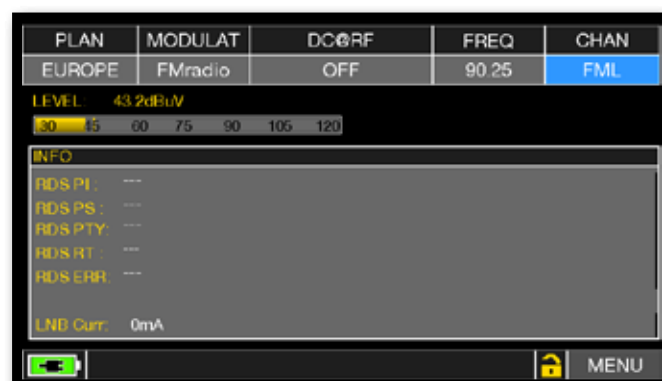 PLAN MODULAT DC@RF FREQ CHAN
EUROPE FMradio OFF 90.25 FML
LEVEL: 43.2dBuV
30 45 60 75 90 105 120
INFO
RDS PI : ---
RDS PS : ---
RDS PTY: ---
RDS RT : ---
RDS ERR: ---
LNB Curr: 0mA
MENU